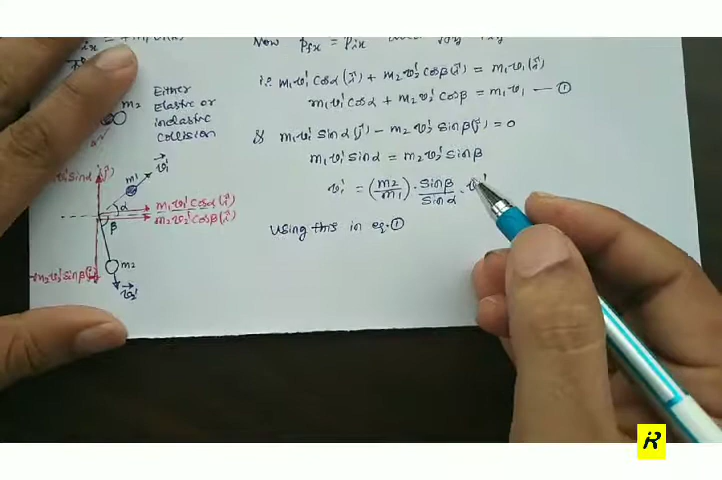 Now Pfx = Pix
i.e. m₁v₁' Cosα(î) + m₂v₂' Cosβ(î) = m₁v₁(î)
m₁v₁' Cosα + m₂v₂' Cosβ = m₁v₁ — ①
& m₁v₁' Sinα(ĵ) - m₂v₂' Sinβ(ĵ) = 0
m₁v₁' Sinα = m₂v₂' Sinβ
v₁' = (m₂/m₁) · Sinβ/Sinα · v₂'
Using this in eq. ①
Either
Elastic or
inelastic
Collision
m₂
v₁'
m₁
α
m₁v₁' Cosα(î)
m₂v₂' Cosβ(î)
β
m₂
-m₂v₂' Sinβ(ĵ)
v₂'
R